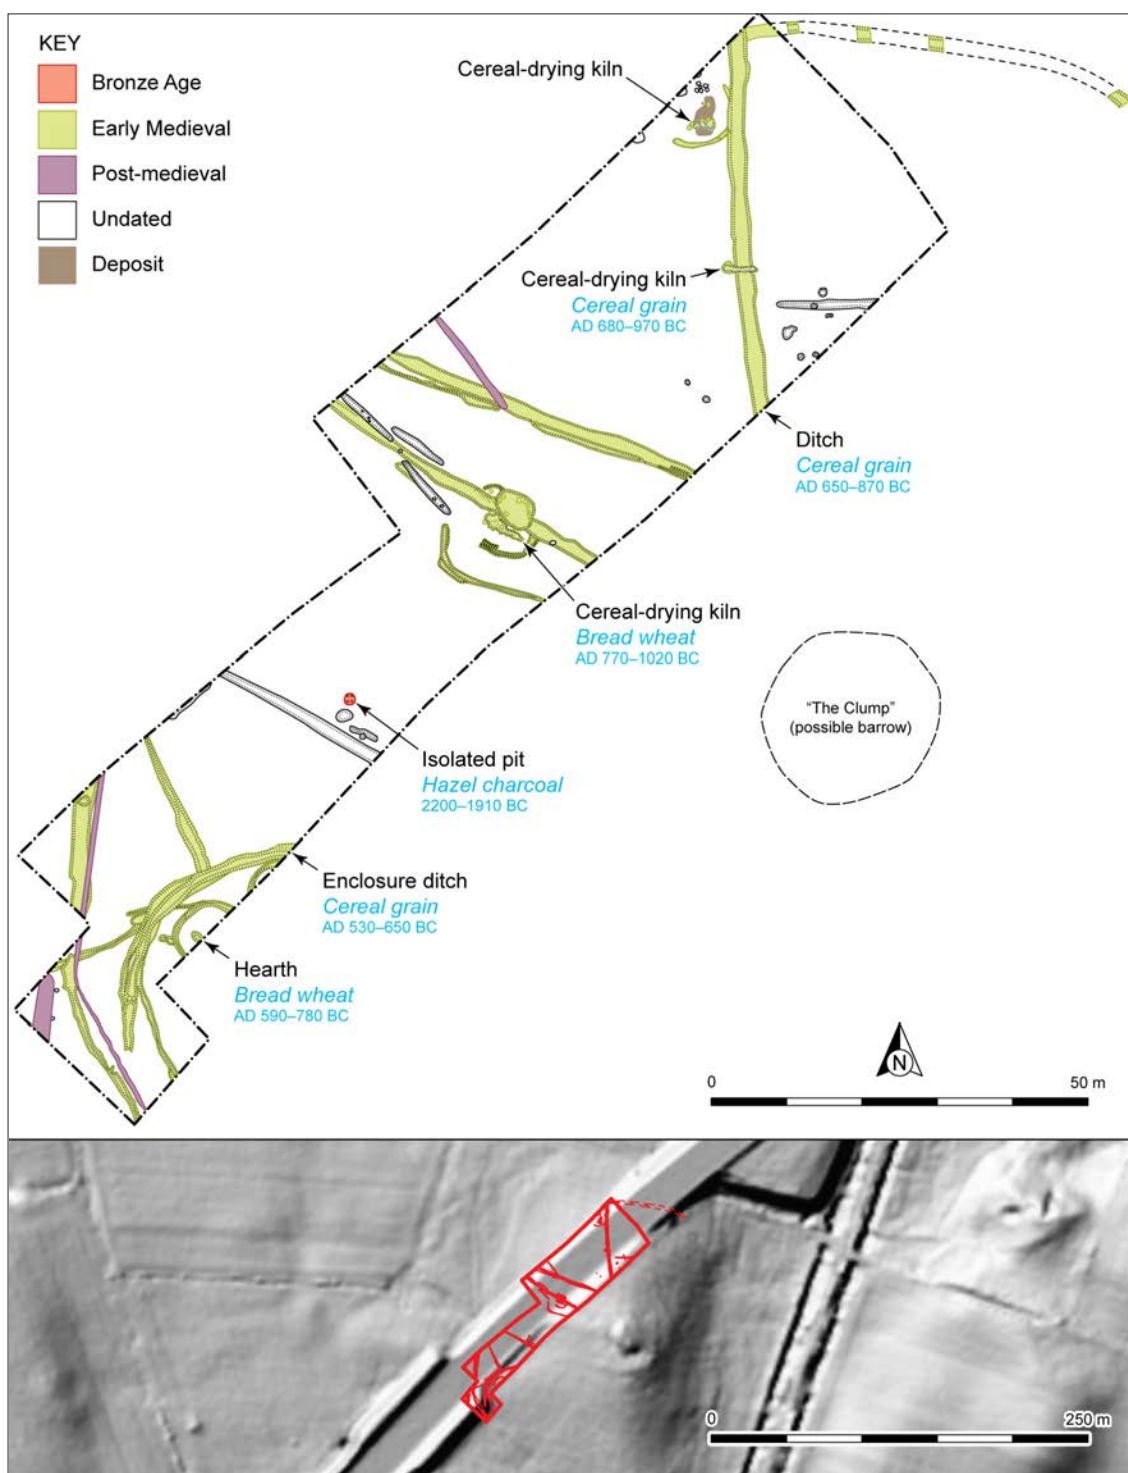 KEY
Bronze Age
Early Medieval
Post-medieval
Undated
Deposit
Cereal-drying kiln
Cereal-drying kiln
Cereal grain
AD 680–970 BC
Ditch
Cereal grain
AD 650–870 BC
Cereal-drying kiln
Bread wheat
AD 770–1020 BC
"The Clump"
(possible barrow)
Isolated pit
Hazel charcoal
2200–1910 BC
Enclosure ditch
Cereal grain
AD 530–650 BC
Hearth
Bread wheat
AD 590–780 BC
N
0 50 m
0 250 m